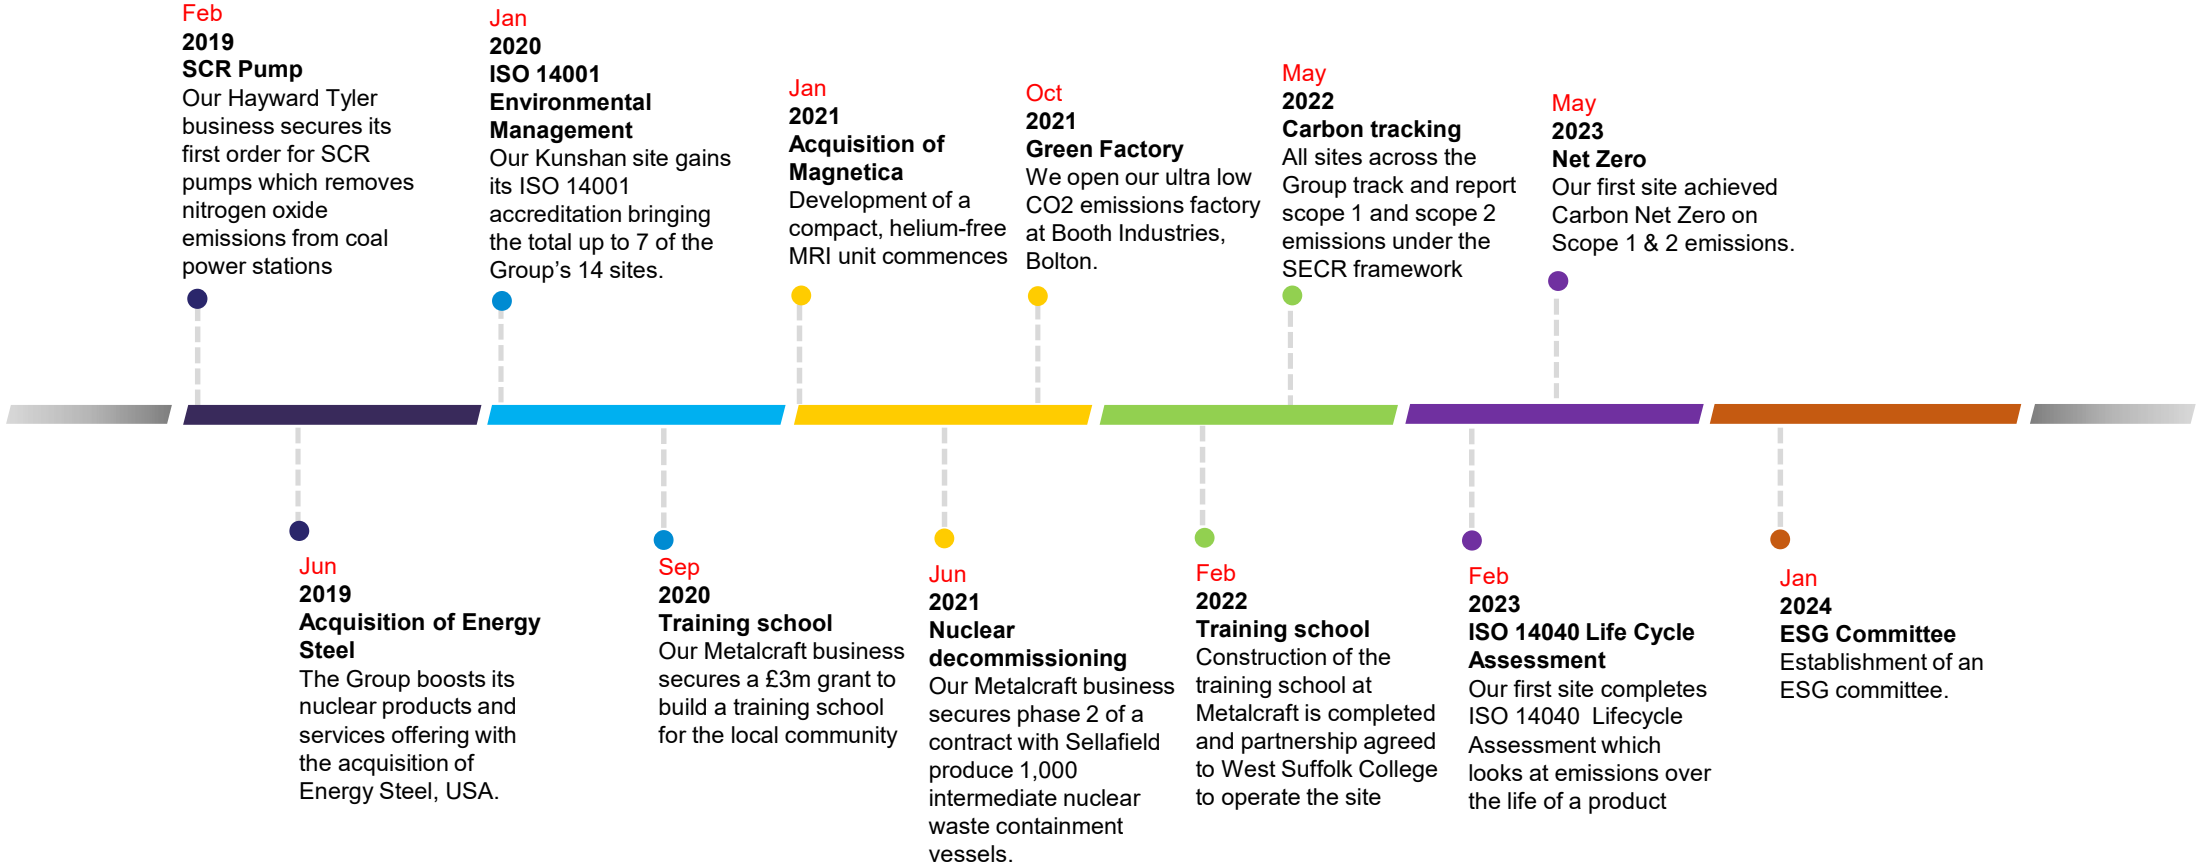 Feb
2019
SCR Pump
Our Hayward Tyler
business secures its
first order for SCR
pumps which removes
nitrogen oxide
emissions from coal
power stations
Jan
2020
ISO 14001
Environmental
Management
Our Kunshan site gains
its ISO 14001
accreditation bringing
the total up to 7 of the
Group’s 14 sites.
Jan
2021
Acquisition of
Magnetica
Development of a
compact, helium-free
MRI unit commences
Oct
2021
Green Factory
We open our ultra low
CO2 emissions factory
at Booth Industries,
Bolton.
May
2022
Carbon tracking
All sites across the
Group track and report
scope 1 and scope 2
emissions under the
SECR framework
May
2023
Net Zero
Our first site achieved
Carbon Net Zero on
Scope 1 & 2 emissions.
Jun
2019
Acquisition of Energy
Steel
The Group boosts its
nuclear products and
services offering with
the acquisition of
Energy Steel, USA.
Sep
2020
Training school
Our Metalcraft business
secures a £3m grant to
build a training school
for the local community
Jun
2021
Nuclear
decommissioning
Our Metalcraft business
secures phase 2 of a
contract with Sellafield
produce 1,000
intermediate nuclear
waste containment
vessels.
Feb
2022
Training school
Construction of the
training school at
Metalcraft is completed
and partnership agreed
to West Suffolk College
to operate the site
Feb
2023
ISO 14040 Life Cycle
Assessment
Our first site completes
ISO 14040  Lifecycle
Assessment which
looks at emissions over
the life of a product
Jan
2024
ESG Committee
Establishment of an
ESG committee.